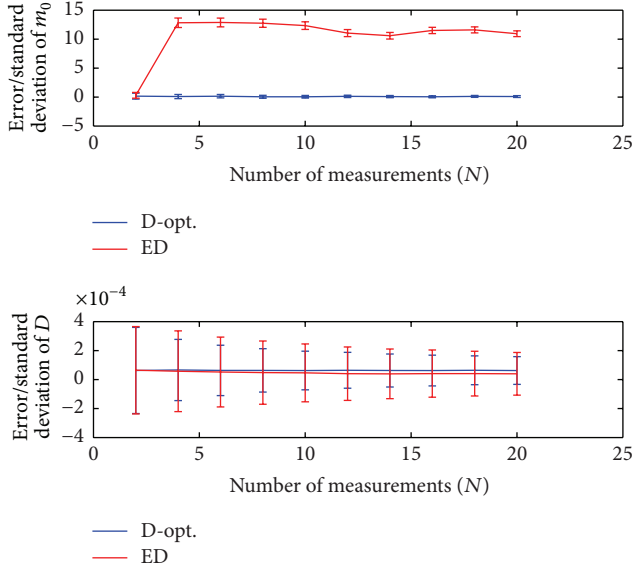 Error/standard
deviation of m0
15
10
5
0
−5
0
5
10
15
20
25
Number of measurements (N)
D-opt.
ED
×10−4
Error/standard
deviation of D
4
2
0
−2
−4
0
5
10
15
20
25
Number of measurements (N)
D-opt.
ED